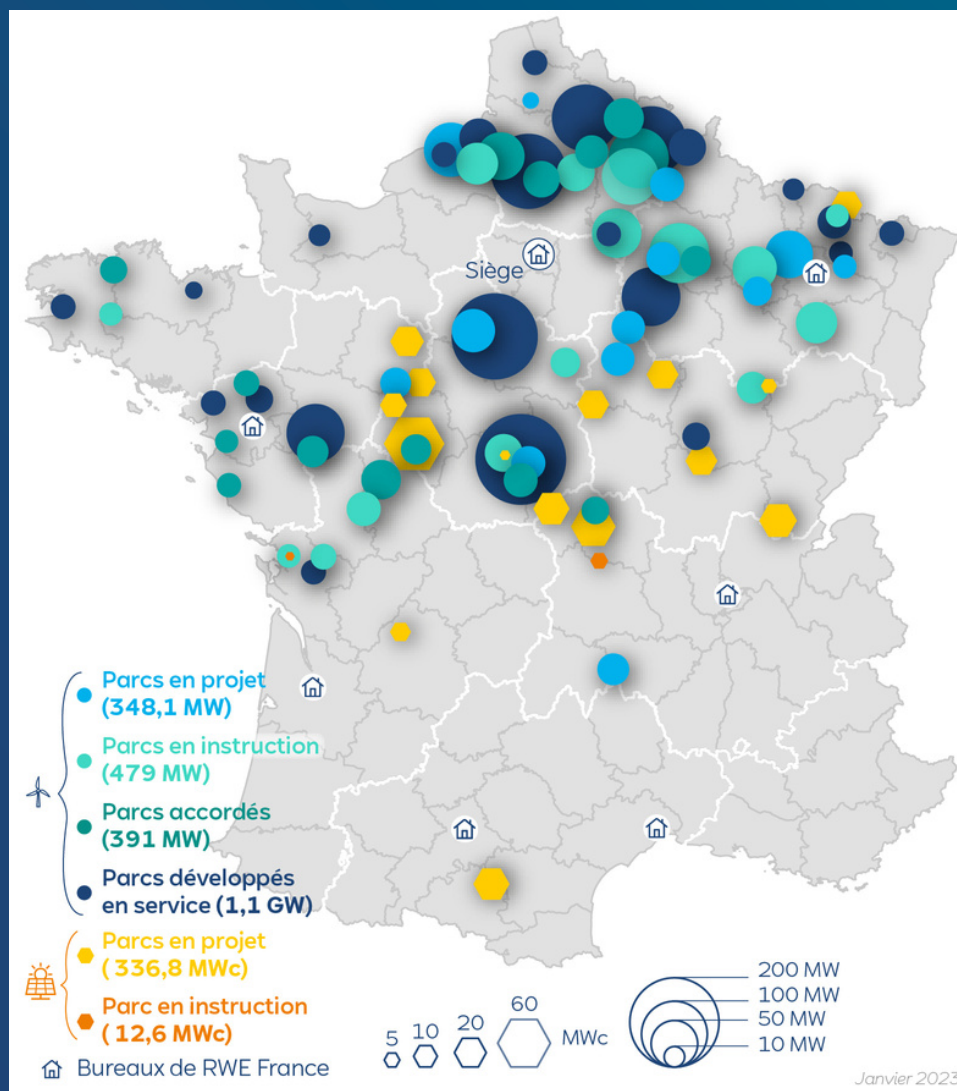 Siège
Parcs en projet
(348,1 MW)
Parcs en instruction
(479 MW)
Parcs accordés
(391 MW)
Parcs développés
en service (1,1 GW)
Parcs en projet
( 336,8 MWc)
Parc en instruction
( 12,6 MWc)
Bureaux de RWE France
5
10
20
60
MWc
200 MW
100 MW
50 MW
10 MW
Janvier 2023